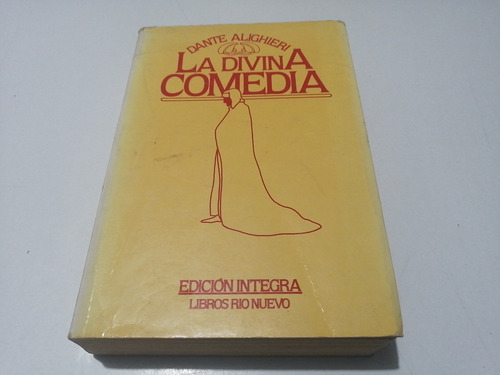 DANTE ALIGHIERI
LA DIVINA
COMEDIA
EDICIÓN INTEGRA
LIBROS RIO NUEVO